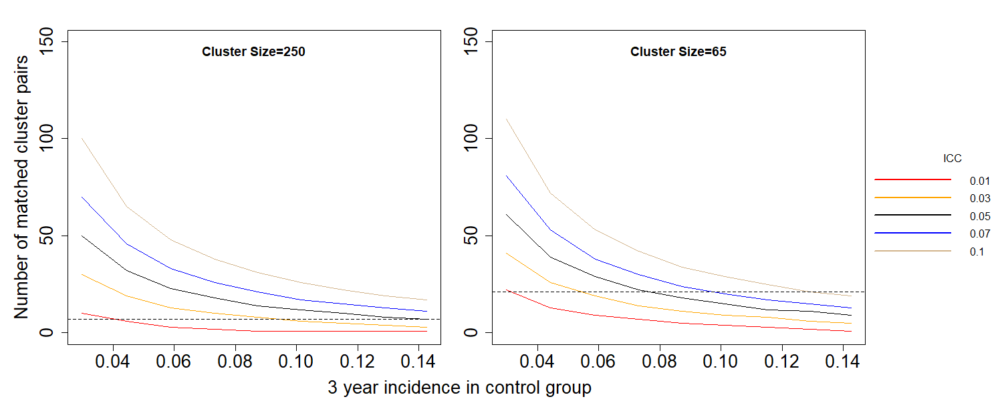 Number of matched cluster pairs
150
100
50
0
Cluster Size=250
0.04 0.06 0.08 0.10 0.12 0.14
150
100
50
0
Cluster Size=65
0.04 0.06 0.08 0.10 0.12 0.14
3 year incidence in control group
ICC
0.01
0.03
0.05
0.07
0.1